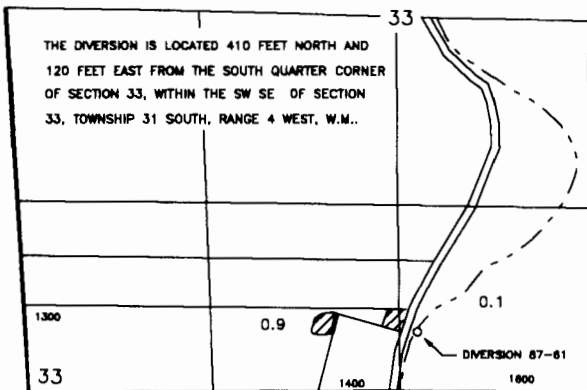 33
THE DIVERSION IS LOCATED 410 FEET NORTH AND
120 FEET EAST FROM THE SOUTH QUARTER CORNER
OF SECTION 33, WITHIN THE SW SE OF SECTION
33, TOWNSHIP 31 SOUTH, RANGE 4 WEST, W.M..
0.1
1300
0.9
DIVERSION 87-61
33
1400
1600